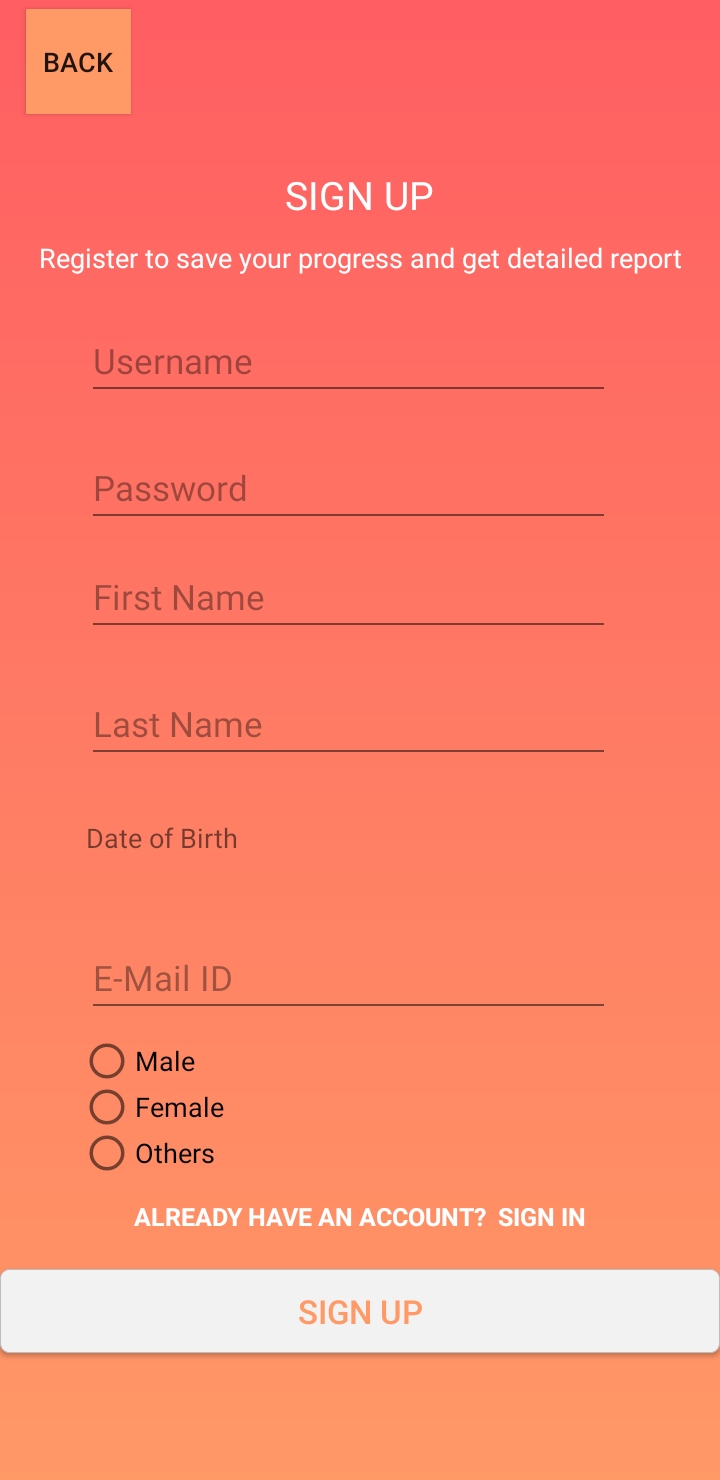 BACK
SIGN UP
Register to save your progress and get detailed report
Username
Password
First Name
Last Name
Date of Birth
E-Mail ID
Male
Female
Others
ALREADY HAVE AN ACCOUNT? SIGN IN
SIGN UP